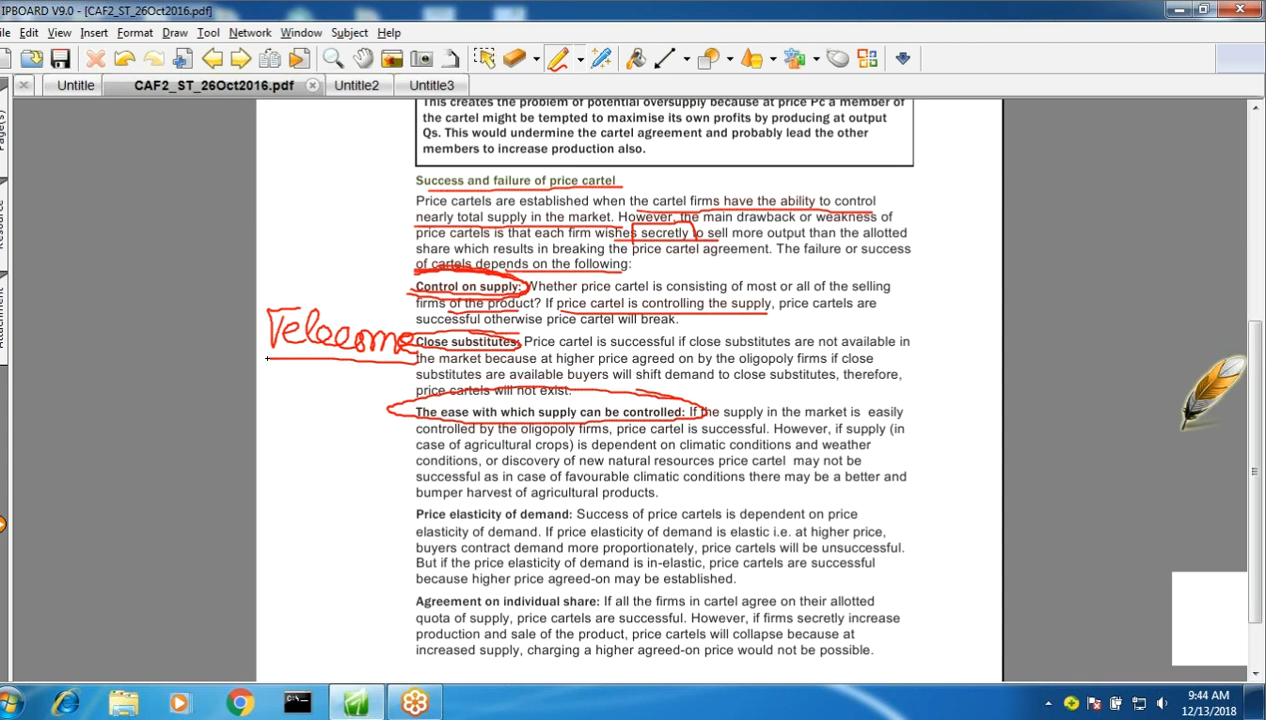 IPBOARD V9.0 - [CAF2_ST_26Oct2016.pdf]
le Edit View Insert Format Draw Tool Network Window Subject Help
Untitle CAF2_ST_26Oct2016.pdf Untitle2 Untitle3
Page(s)
Resource
Attachment
This creates the problem of potential oversupply because at price Pc a member of
the cartel might be tempted to maximise its own profits by producing at output
Qs. This would undermine the cartel agreement and probably lead the other
members to increase production also.
Success and failure of price cartel
Price cartels are established when the cartel firms have the ability to control
nearly total supply in the market. However, the main drawback or weakness of
price cartels is that each firm wishes secretly to sell more output than the allotted
share which results in breaking the price cartel agreement. The failure or success
of cartels depends on the following:
Control on supply: Whether price cartel is consisting of most or all of the selling
firms of the product? If price cartel is controlling the supply, price cartels are
successful otherwise price cartel will break.
Telecome
Close substitutes: Price cartel is successful if close substitutes are not available in
the market because at higher price agreed on by the oligopoly firms if close
substitutes are available buyers will shift demand to close substitutes, therefore,
price cartels will not exist.
The ease with which supply can be controlled: If the supply in the market is easily
controlled by the oligopoly firms, price cartel is successful. However, if supply (in
case of agricultural crops) is dependent on climatic conditions and weather
conditions, or discovery of new natural resources price cartel may not be
successful as in case of favourable climatic conditions there may be a better and
bumper harvest of agricultural products.
Price elasticity of demand: Success of price cartels is dependent on price
elasticity of demand. If price elasticity of demand is elastic i.e. at higher price,
buyers contract demand more proportionately, price cartels will be unsuccessful.
But if the price elasticity of demand is in-elastic, price cartels are successful
because higher price agreed-on may be established.
Agreement on individual share: If all the firms in cartel agree on their allotted
quota of supply, price cartels are successful. However, if firms secretly increase
production and sale of the product, price cartels will collapse because at
increased supply, charging a higher agreed-on price would not be possible.
9:44 AM
12/13/2018